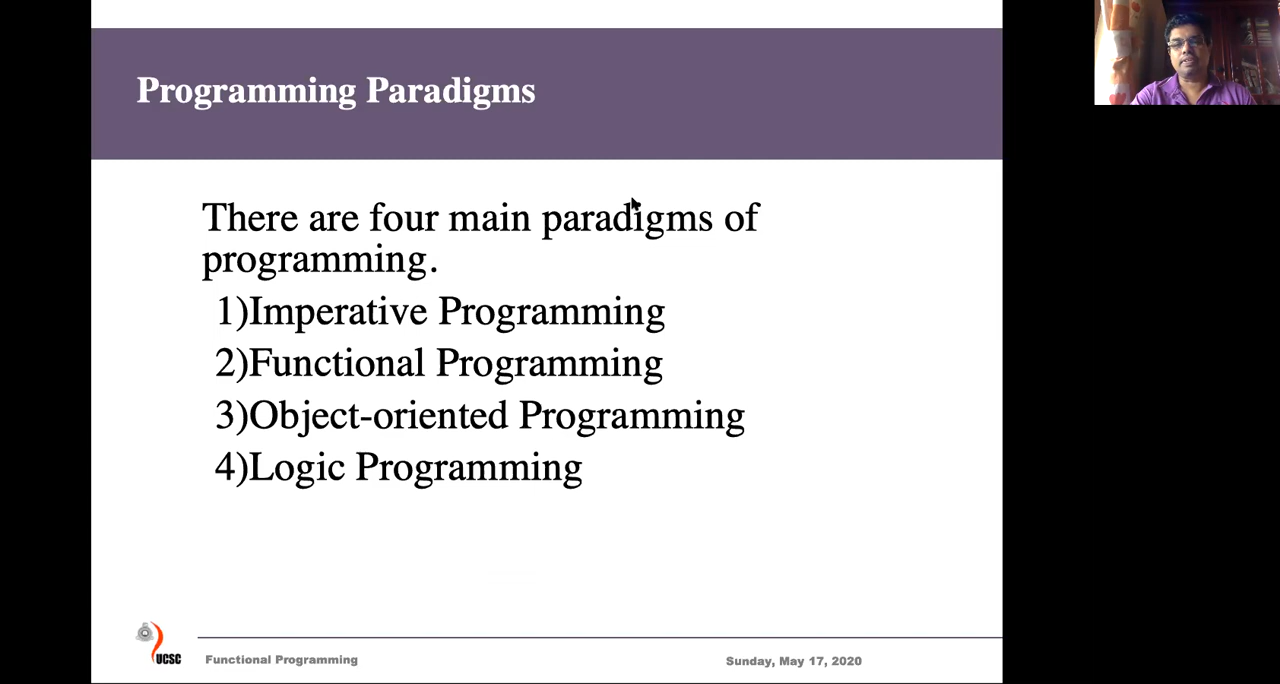 Programming Paradigms
There are four main paradigms of
programming.
1)Imperative Programming
2)Functional Programming
3)Object-oriented Programming
4)Logic Programming
UCSC
Functional Programming
Sunday, May 17, 2020